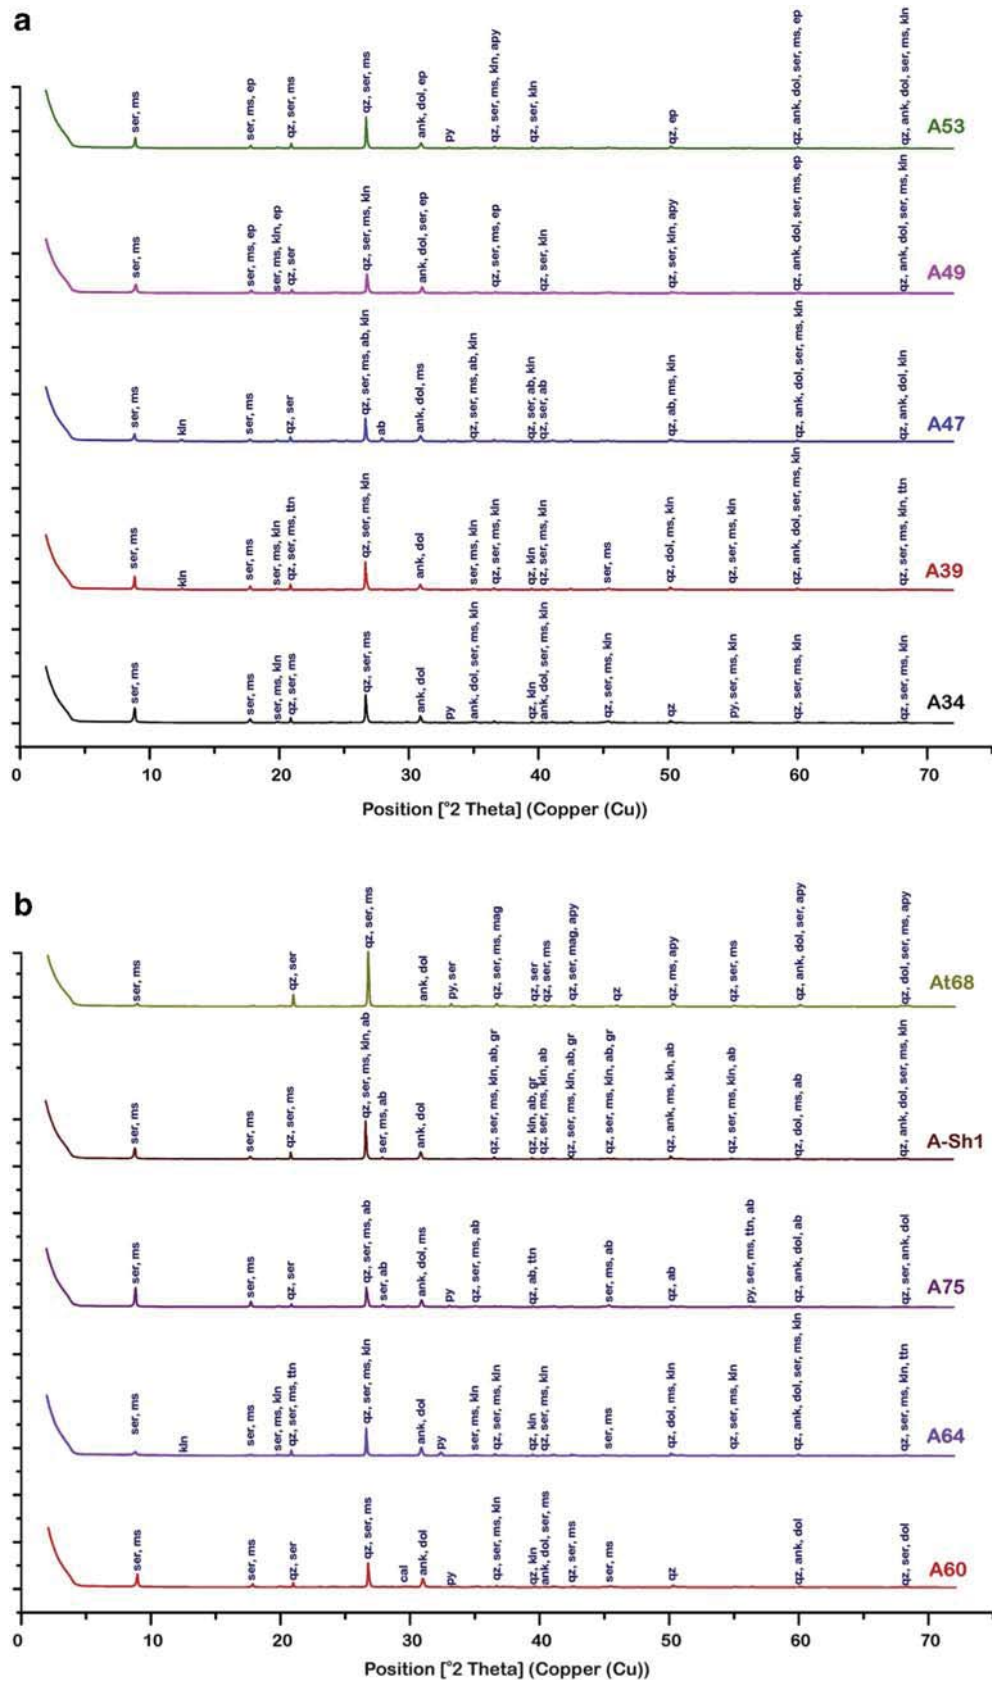 a
ser, ms
ser, ms, ep
qz, ser, ms
qz, ser, ms
ank, dol, ep
py
qz, ser, ms, kln, apy
qz, ser, kln
qz, ep
qz, ank, dol, ser, ms, ep
qz, ank, dol, ser, ms, kln
A53
ser, ms
ser, ms, ep
ser, ms, kln, ep
qz, ser
qz, ser, ms, kln
ank, dol, ser, ep
qz, ser, ms, ep
qz, ser, kln
qz, ser, kln, apy
qz, ank, dol, ser, ms, ep
qz, ank, dol, ser, ms, kln
A49
ser, ms
kln
ser, ms
qz, ser
qz, ser, ms, ab, kln
ab
ank, dol, ms
qz, ser, ms, ab, kln
qz, ser, ab, kln
qz, ser, ab
qz, ab, ms, kln
qz, ank, dol, ser, ms, kln
qz, ank, dol, kln
A47
ser, ms
kln
ser, ms
ser, ms, kln
qz, ser, ms, ttn
qz, ser, ms, kln
ank, dol
ser, ms, kln
qz, ser, ms, kln
qz, kln
qz, ser, ms, kln
ser, ms
qz, dol, ms, kln
qz, ser, ms, kln
qz, ank, dol, ser, ms, kln
qz, ser, ms, kln, ttn
A39
ser, ms
ser, ms
ser, ms, kln
qz, ser, ms
qz, ser, ms
ank, dol
py
ank, dol, ser, ms, kln
qz, kln
ank, dol, ser, ms, kln
qz, ser, ms, kln
qz
py, ser, ms, kln
qz, ser, ms, kln
qz, ser, ms, kln
A34
0 10 20 30 40 50 60 70
Position [°2 Theta] (Copper (Cu))
b
ser, ms
qz, ser
qz, ser, ms
ank, dol
py, ser
qz, ser, ms, mag
qz, ser
qz, ser, ms
qz, ser, mag, apy
qz
qz, ms, apy
qz, ser, ms
qz, ank, dol, ser, apy
qz, dol, ser, ms, apy
At68
ser, ms
ser, ms
qz, ser, ms
qz, ser, ms, kln, ab
ser, ms, ab
ank, dol
qz, ser, ms, kln, ab, gr
qz, kln, ab, gr
qz, ser, ms, kln, ab
qz, ser, ms, kln, ab, gr
qz, ser, ms, kln, ab, gr
qz, ank, ms, kln, ab
qz, ser, ms, kln, ab
qz, dol, ms, ab
qz, ank, dol, ser, ms, kln
A-Sh1
ser, ms
ser, ms
qz, ser
qz, ser, ms, ab
ser, ab
ank, dol, ms
py
qz, ser, ms, ab
qz, ab, ttn
ser, ms, ab
qz, ab
py, ser, ms, ttn, ab
qz, ank, dol, ab
qz, ser, ank, dol
A75
ser, ms
kln
ser, ms
ser, ms, kln
qz, ser, ms, ttn
qz, ser, ms, kln
ank, dol
py
ser, ms, kln
qz, ser, ms, kln
qz, kln
qz, ser, ms, kln
ser, ms
qz, dol, ms, kln
qz, ser, ms, kln
qz, ank, dol, ser, ms, kln
qz, ser, ms, kln, ttn
A64
ser, ms
ser, ms
qz, ser
qz, ser, ms
cal
ank, dol
py
qz, ser, ms, kln
qz, kln
ank, dol, ser, ms
qz, ser, ms
ser, ms
qz
qz, ank, dol
qz, ser, dol
A60
0 10 20 30 40 50 60 70
Position [°2 Theta] (Copper (Cu))